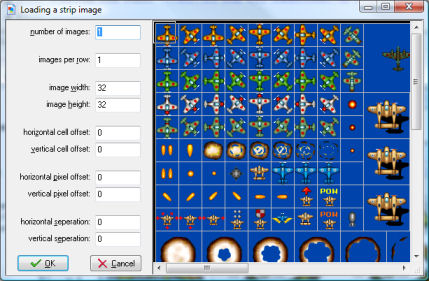 Loading a strip image
number of images: 1
images per row: 1
image width: 32
image height: 32
horizontal cell offset: 0
vertical cell offset: 0
horizontal pixel offset: 0
vertical pixel offset: 0
horizontal seperation: 0
vertical seperation: 0
OK
Cancel
POW
POW